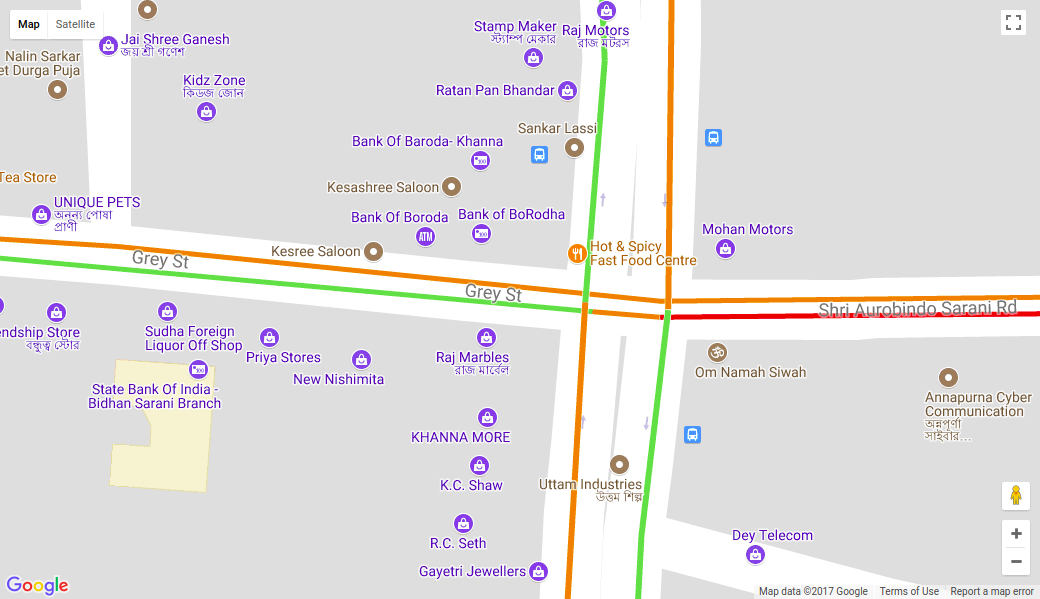 Map
Satellite
Jai Shree Ganesh
জয় শ্রী গণেশ
Nalin Sarkar
et Durga Puja
Kidz Zone
কিডজ জোন
Stamp Maker
স্ট্যাম্প মেকার
Raj Motors
রাজ মটরস
Ratan Pan Bhandar
Sankar Lassi
Bank Of Baroda- Khanna
Kesashree Saloon
Tea Store
UNIQUE PETS
অনন্য পোষা
প্রাণী
Bank Of Boroda
ATM
Bank of BoRodha
Mohan Motors
Kesree Saloon
Hot & Spicy
Fast Food Centre
Grey St
Grey St
Shri Aurobindo Sarani Rd
endship Store
বন্ধুত্ব স্টোর
Sudha Foreign
Liquor Off Shop
Priya Stores
New Nishimita
Raj Marbles
রাজ মার্বেল
Om Namah Siwah
State Bank Of India -
Bidhan Sarani Branch
Annapurna Cyber
Communication
অন্নপূর্ণা
সাইবার...
KHANNA MORE
K.C. Shaw
Uttam Industries
উত্তম শিল্প
R.C. Seth
Dey Telecom
Gayetri Jewellers
Google
Map data ©2017 Google
Terms of Use
Report a map error